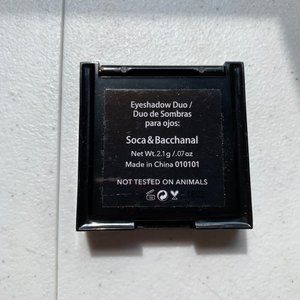 Eyeshadow Duo /
Duo de Sombras
para ojos:
Soca & Bacchanal
Net Wt. 2.1g /.07oz
Made in China 010101
NOT TESTED ON ANIMALS